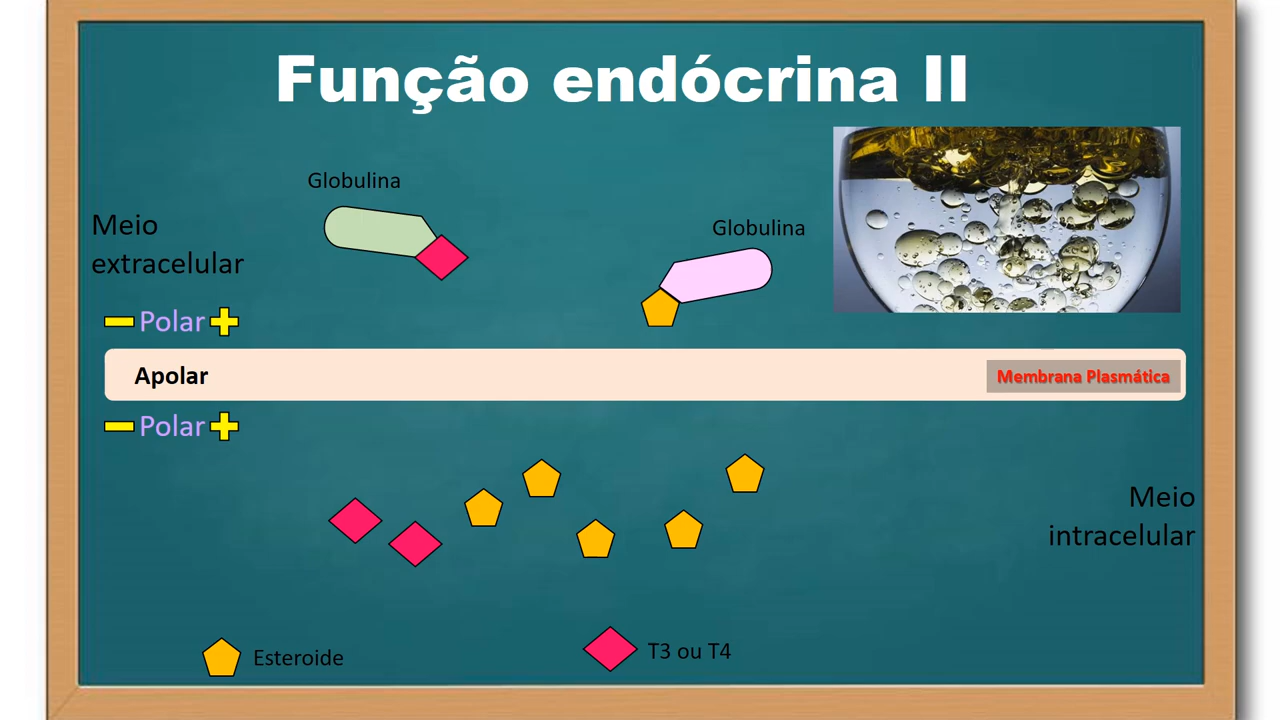 Função endócrina II
Globulina
Meio
extracelular
Globulina
Polar
Apolar
Membrana Plasmática
Polar
Meio
intracelular
Esteroide
T3 ou T4